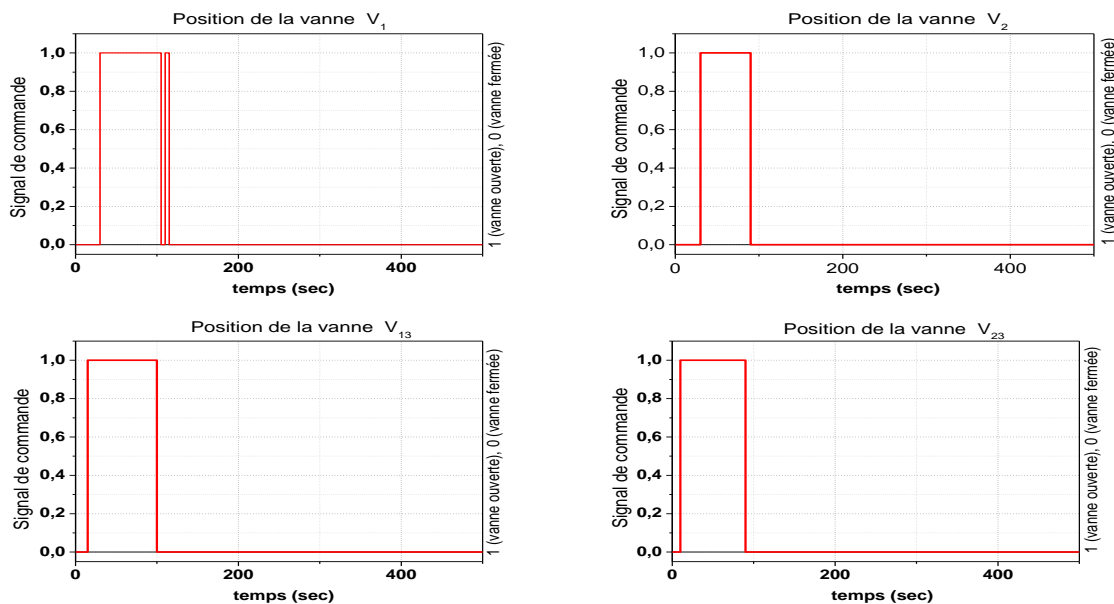 Position de la vanne V1
1,0
0,8
0,6
0,4
0,2
0,0
Signal de commande
1 (vanne ouverte), 0 (vanne fermée)
0 200 400
temps (sec)
Position de la vanne V2
1,0
0,8
0,6
0,4
0,2
0,0
Signal de commande
1 (vanne ouverte), 0 (vanne fermée)
0 200 400
temps (sec)
Position de la vanne V13
1,0
0,8
0,6
0,4
0,2
0,0
Signal de commande
1 (vanne ouverte), 0 (vanne fermée)
0 200 400
temps (sec)
Position de la vanne V23
1,0
0,8
0,6
0,4
0,2
0,0
Signal de commande
1 (vanne ouverte), 0 (vanne fermée)
0 200 400
temps (sec)